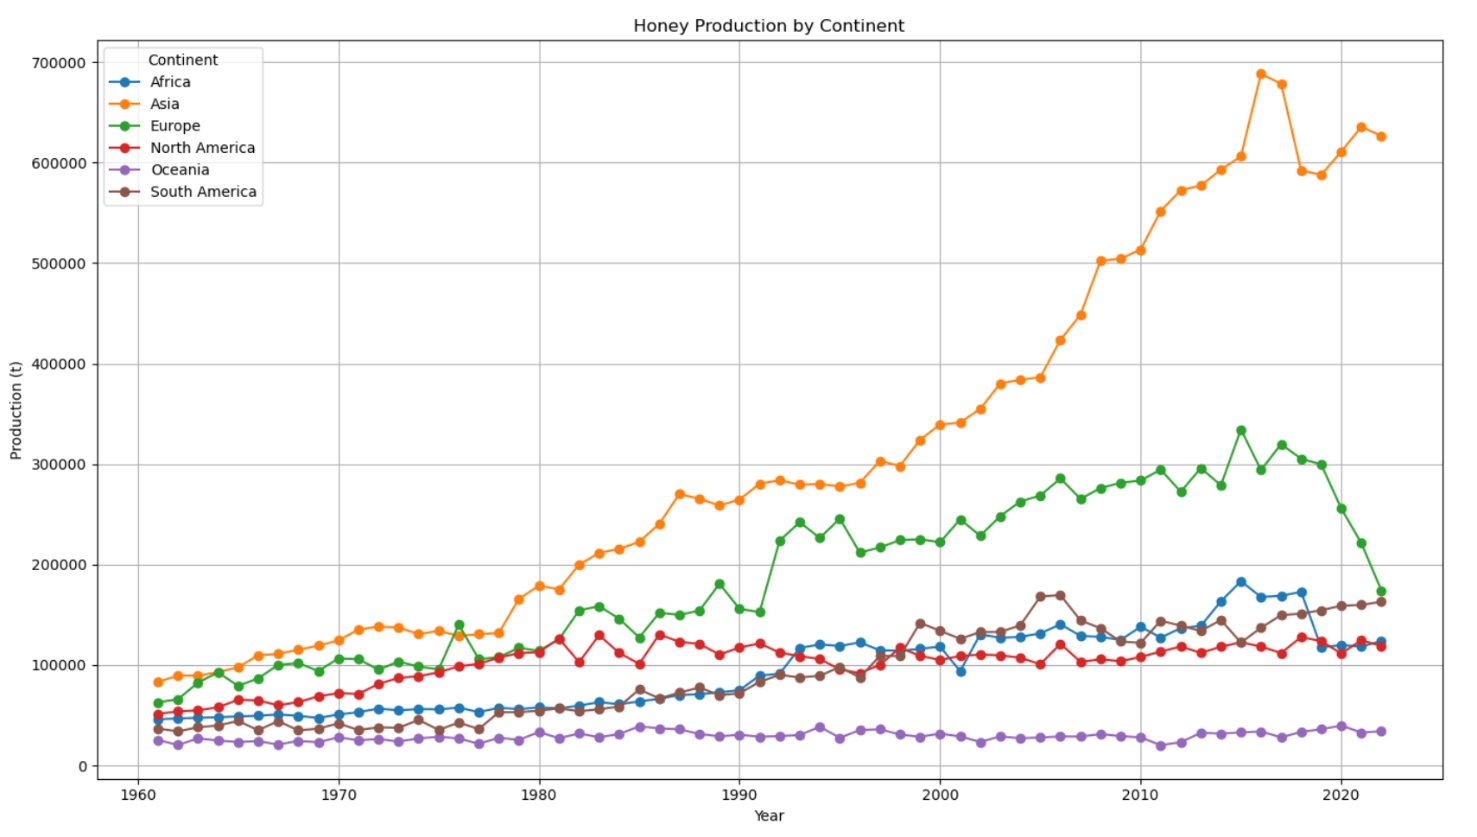 Honey Production by Continent
Continent
Africa
Asia
Europe
North America
Oceania
South America
Production (t)
700000
600000
500000
400000
300000
200000
100000
0
1960 1970 1980 1990 2000 2010 2020
Year